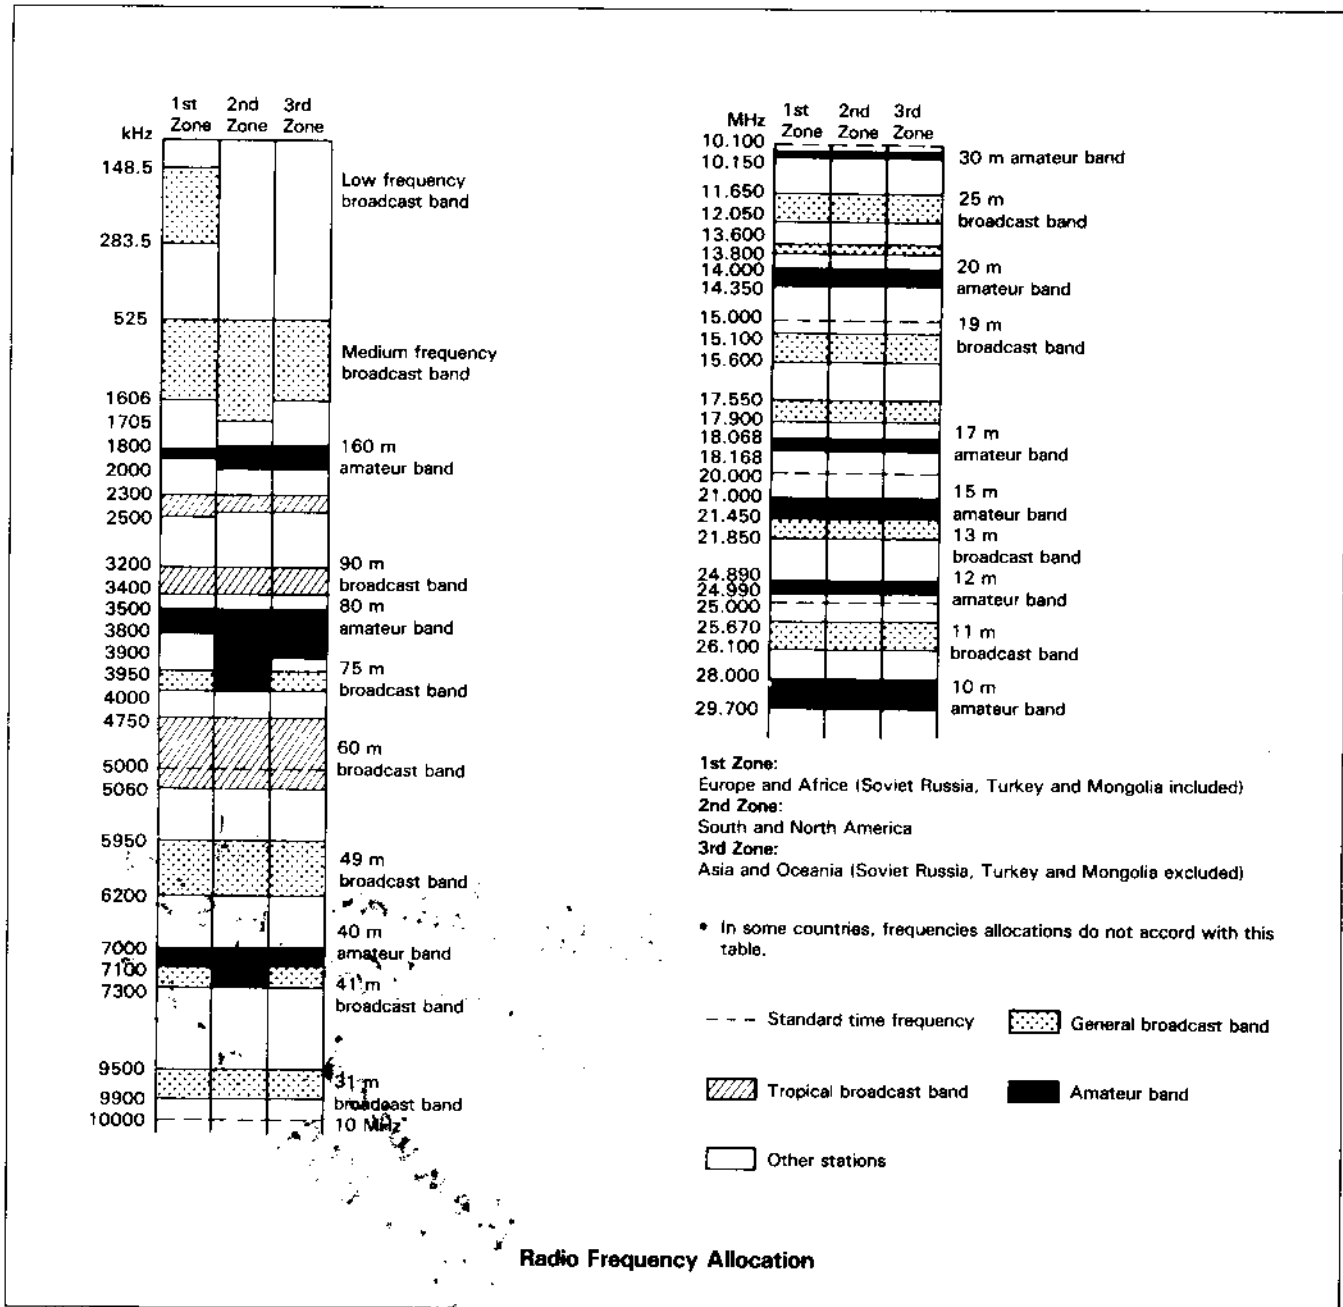 1st 2nd 3rd
kHz Zone Zone Zone
148.5
Low frequency
broadcast band
283.5
525
Medium frequency
broadcast band
1606
1705
1800
160 m
amateur band
2000
2300
2500
3200
90 m
broadcast band
3400
3500
80 m
amateur band
3800
3900
3950
75 m
broadcast band
4000
4750
60 m
broadcast band
5000
5060
5950
49 m
broadcast band
6200
40 m
7000
amateur band
7100
41 m
7300
broadcast band
9500
31 m
9900
broadcast band
10000
10 MHz
1st 2nd 3rd
MHz Zone Zone Zone
10.100
10.150
30 m amateur band
11.650
25 m
12.050
broadcast band
13.600
13.800
14.000
20 m
14.350
amateur band
15.000
19 m
15.100
broadcast band
15.600
17.550
17.900
18.068
17 m
18.168
amateur band
20.000
21.000
15 m
21.450
amateur band
21.850
13 m
broadcast band
24.890
12 m
24.990
amateur band
25.000
25.670
11 m
26.100
broadcast band
28.000
10 m
29.700
amateur band
1st Zone:
Europe and Africe (Soviet Russia, Turkey and Mongolia included)
2nd Zone:
South and North America
3rd Zone:
Asia and Oceania (Soviet Russia, Turkey and Mongolia excluded)
• In some countries, frequencies allocations do not accord with this
table.
--- Standard time frequency General broadcast band
Tropical broadcast band Amateur band
Other stations
Radio Frequency Allocation